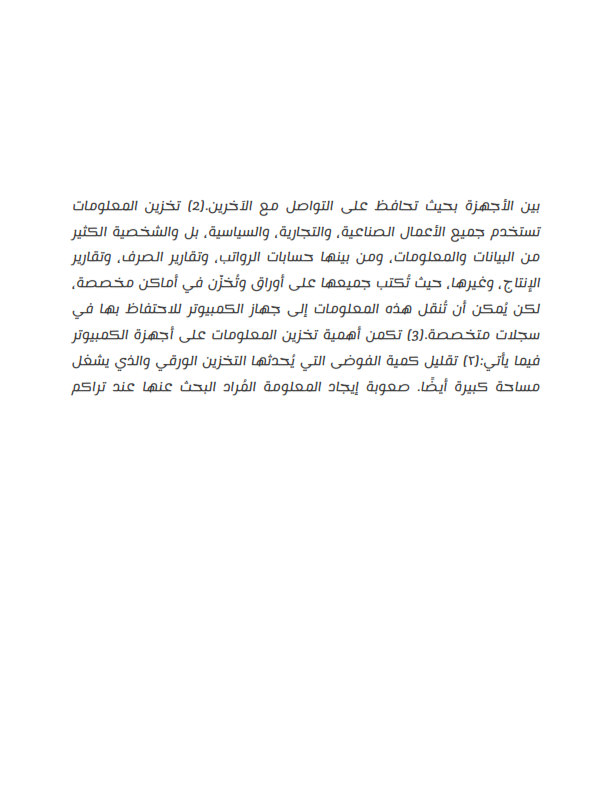 بين الأجهزة بحيث تحافظ على التواصل مع الآخرين.(2) تخزين المعلومات
تستخدم جميع الأعمال الصناعية، والتجارية، والسياسية، بل والشخصية الكثير
من البيانات والمعلومات، ومن بينها حسابات الرواتب، وتقارير الصرف، وتقارير
الإنتاج، وغيرها، حيث تُكتب جميعها على أوراق وتُخزّن في أماكن مخصصة،
لكن يُمكن أن تُنقل هذه المعلومات إلى جهاز الكمبيوتر للاحتفاظ بها في
سجلات متخصصة.(3) تكمن أهمية تخزين المعلومات على أجهزة الكمبيوتر
فيما يأتي:(٢) تقليل كمية الفوضى التي يُحدثها التخزين الورقي والذي يشغل
مساحة كبيرة أيضًا. صعوبة إيجاد المعلومة المُراد البحث عنها عند تراكم